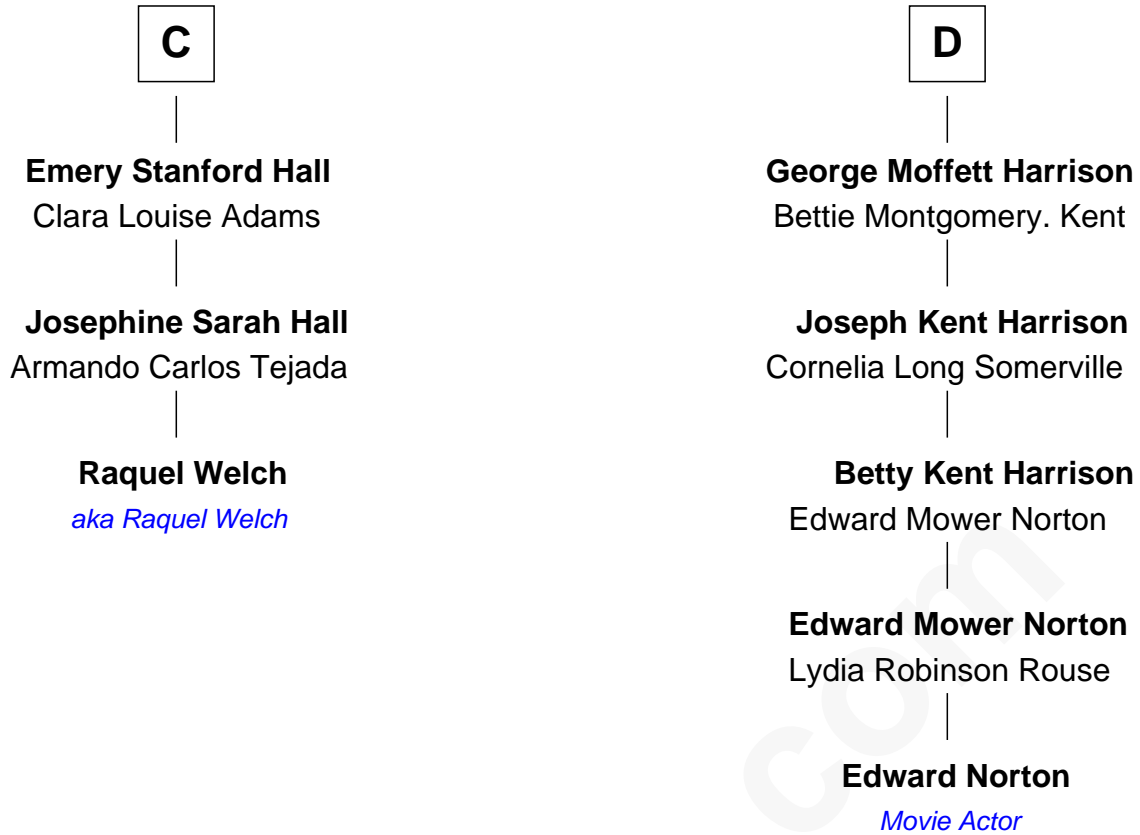 C
Emery Stanford Hall
Clara Louise Adams
Josephine Sarah Hall
Armando Carlos Tejada
Raquel Welch
aka Raquel Welch
D
George Moffett Harrison
Bettie Montgomery. Kent
Joseph Kent Harrison
Cornelia Long Somerville
Betty Kent Harrison
Edward Mower Norton
Edward Mower Norton
Lydia Robinson Rouse
Edward Norton
Movie Actor
com